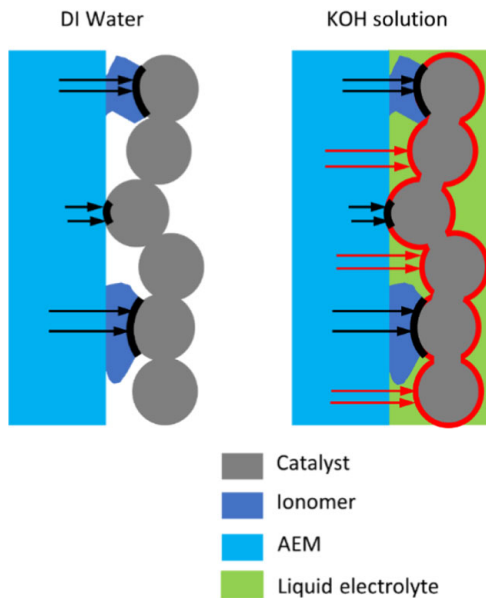 DI Water
KOH solution
Catalyst
Ionomer
AEM
Liquid electrolyte